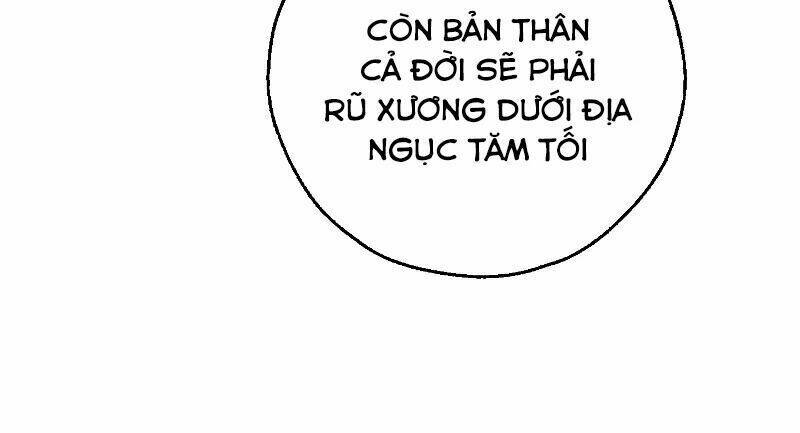 CÒN BẢN THÂN
CẢ ĐỜI SẼ PHẢI
RŨ XƯƠNG DƯỚI ĐỊA
NGỤC TĂM TỐI